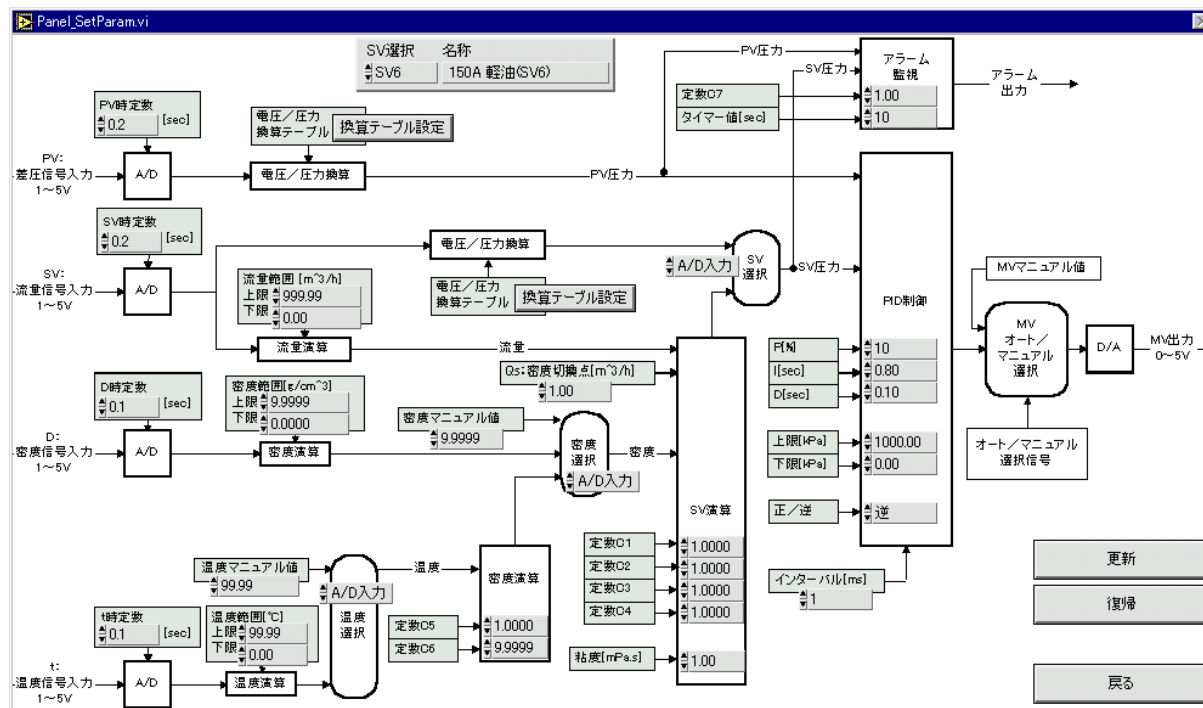 Panel_SetParam.vi
SV選択 名称
SV6 150A 軽油(SV6)
PV圧力
SV圧力
アラーム
監視
1.00
10
アラーム
出力
定数C7
タイマー値[sec]
PV時定数
0.2 [sec]
電圧／圧力
換算テーブル
換算テーブル設定
PV:
差圧信号入力
1～5V
A/D
電圧／圧力換算
PV圧力
SV時定数
0.2 [sec]
電圧／圧力換算
A/D入力
SV
選択
SV圧力
SV:
流量信号入力
1～5V
A/D
流量範囲 [m^3/h]
上限 999.99
下限 0.00
電圧／圧力
換算テーブル
換算テーブル設定
流量演算
流量
Qs:密度切換点[m^3/h]
1.00
PID制御
MVマニュアル値
MV
オート／
マニュアル
選択
D/A
MV出力
0～5V
P[%] 10
I[sec] 0.80
D[sec] 0.10
上限[kPa] 1000.00
下限[kPa] 0.00
正／逆 逆
オート／マニュアル
選択信号
インターバル[ms]
1
D時定数
0.1 [sec]
密度範囲[g/cm^3]
上限 9.9999
下限 0.0000
密度マニュアル値
9.9999
密度
選択
A/D入力
密度
D:
密度信号入力
1～5V
A/D
密度演算
SV演算
定数C1 1.0000
定数C2 1.0000
定数C3 1.0000
定数C4 1.0000
粘度[mPa.s] 1.00
温度マニュアル値
99.99
A/D入力
温度
選択
温度
密度演算
定数C5 1.0000
定数C6 9.9999
t時定数
0.1 [sec]
温度範囲[℃]
上限 99.99
下限 0.00
t:
温度信号入力
1～5V
A/D
温度演算
更新
復帰
戻る